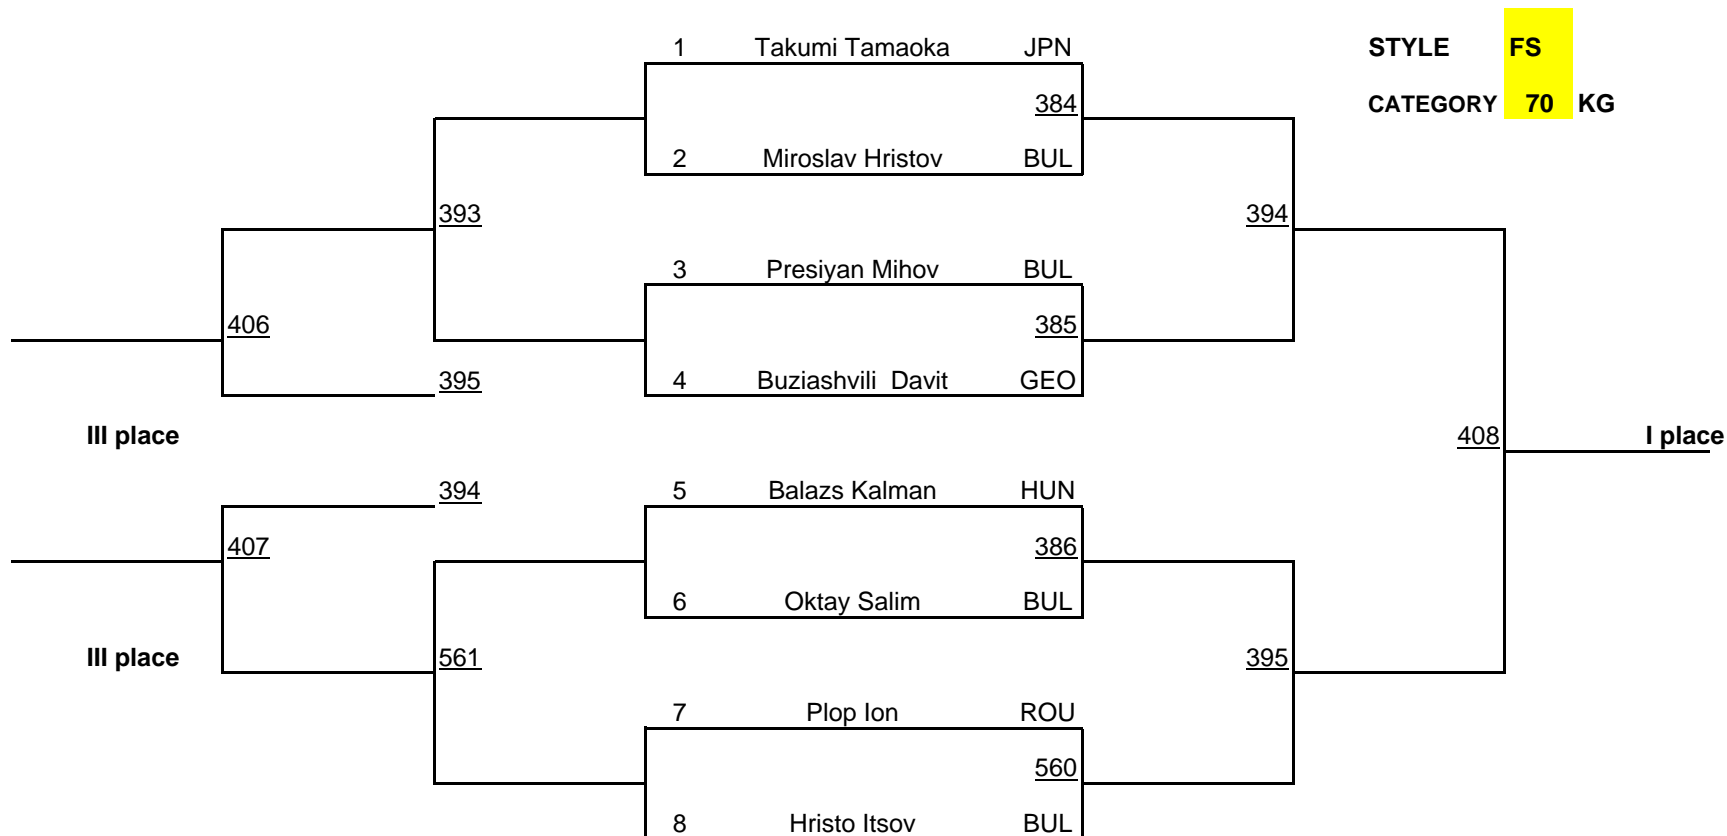 1 Takumi Tamaoka JPN STYLE FS
384 CATEGORY 70 KG
2 Miroslav Hristov BUL
393 394
3 Presiyan Mihov BUL
406 385
395 4 Buziashvili  Davit GEO
III place 408 I place
394 5 Balazs Kalman HUN
407 386
6 Oktay Salim BUL
III place 561 395
7 Plop Ion ROU
560
8 Hristo Itsov BUL